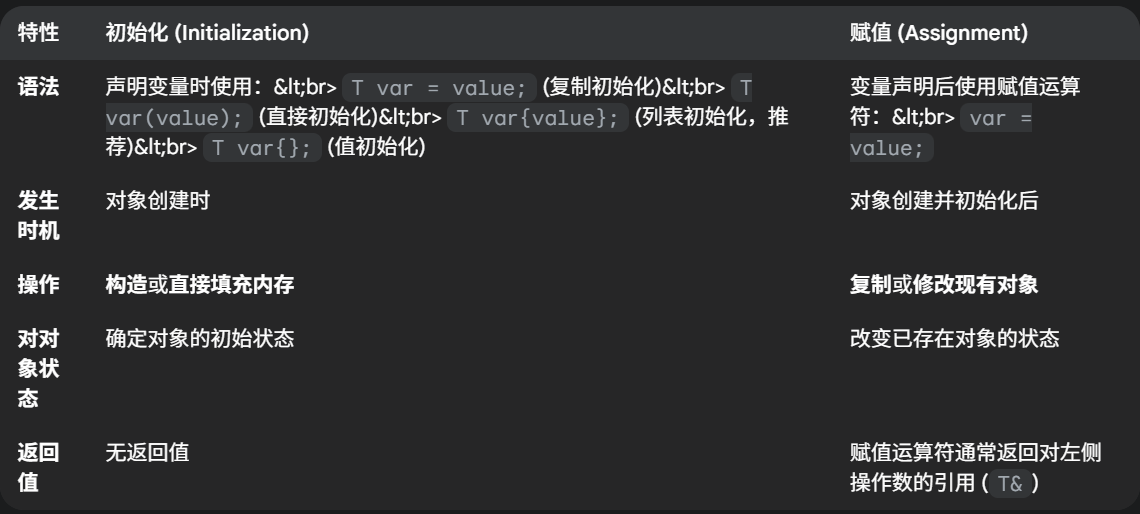 特性 初始化 (Initialization) 赋值 (Assignment)
语法 声明变量时使用：&lt;br> T var = value; (复制初始化)&lt;br> T 变量声明后使用赋值运算
var(value); (直接初始化)&lt;br> T var{value}; (列表初始化，推 符：&lt;br> var =
荐)&lt;br> T var{}; (值初始化) value;
发生 对象创建时 对象创建并初始化后
时机
操作 构造或直接填充内存 复制或修改现有对象
对对 确定对象的初始状态 改变已存在对象的状态
象状
态
返回 无返回值 赋值运算符通常返回对左侧
值 操作数的引用 ( T& )